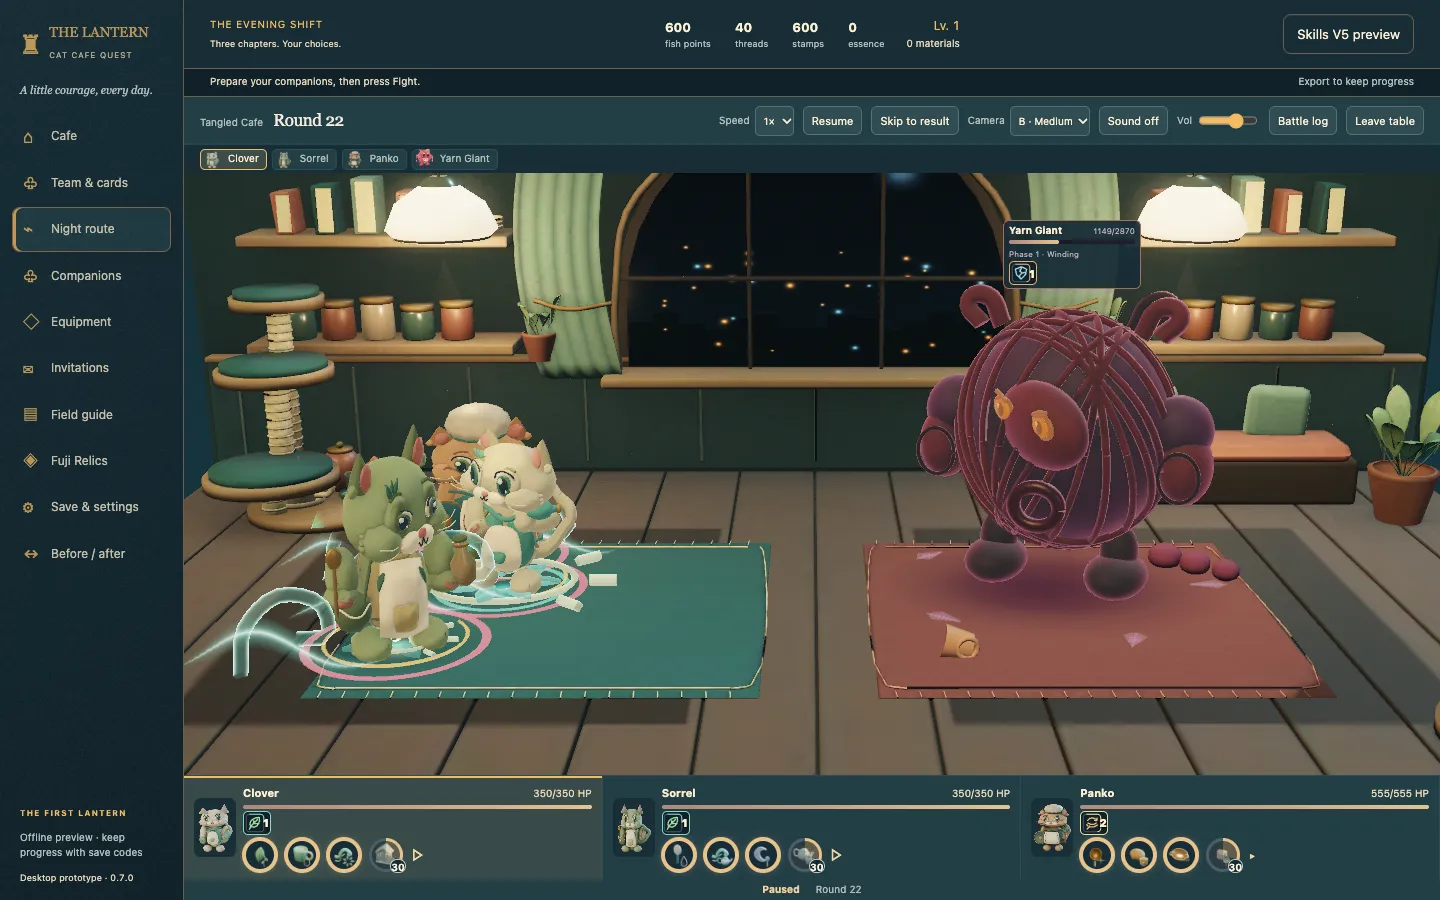 THE LANTERN
CAT CAFE QUEST
A little courage, every day.
Cafe
Team & cards
Night route
Companions
Equipment
Invitations
Field guide
Fuji Relics
Save & settings
Before / after
THE FIRST LANTERN
Offline preview · keep
progress with save codes
Desktop prototype · 0.7.0
THE EVENING SHIFT
Three chapters. Your choices.
600
fish points
40
threads
600
stamps
0
essence
Lv. 1
0 materials
Skills V5 preview
Prepare your companions, then press Fight.
Export to keep progress
Tangled Cafe Round 22
Speed 1x Resume Skip to result Camera B · Medium Sound off Vol Battle log Leave table
Clover Sorrel Panko Yarn Giant
Yarn Giant 1149/2870
Phase 1 · Winding
1
Clover 350/350 HP
1
30
Sorrel 350/350 HP
1
30
Panko 555/555 HP
2
30
Paused Round 22